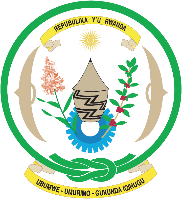 REPUBULIKA Y'U RWANDA
UBUMWE - UMURIMO - GUKUNDA IGIHUGU